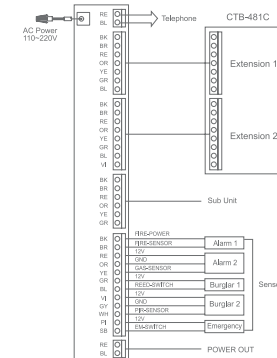 AC Power
110~220V
RE
BL
Telephone
CTB-481C
BK
BR
RE
OR
YE
GR
BL
Extension 1
BK
BR
RE
OR
YE
GR
BL
VI
Extension 2
BK
BR
RE
OR
YE
GR
Sub Unit
BK
BR
RE
OR
YE
GR
BL
VI
GY
WH
PI
SB
FIRE-POWER
FIRE-SENSOR
12V
GND
GAS-SENSOR
12V
REED-SWITCH
12V
GND
PIR-SENSOR
12V
EM-SWITCH
Alarm 1
Alarm 2
Burglar 1
Burglar 2
Emergency
Sens
RE
BL
POWER OUT